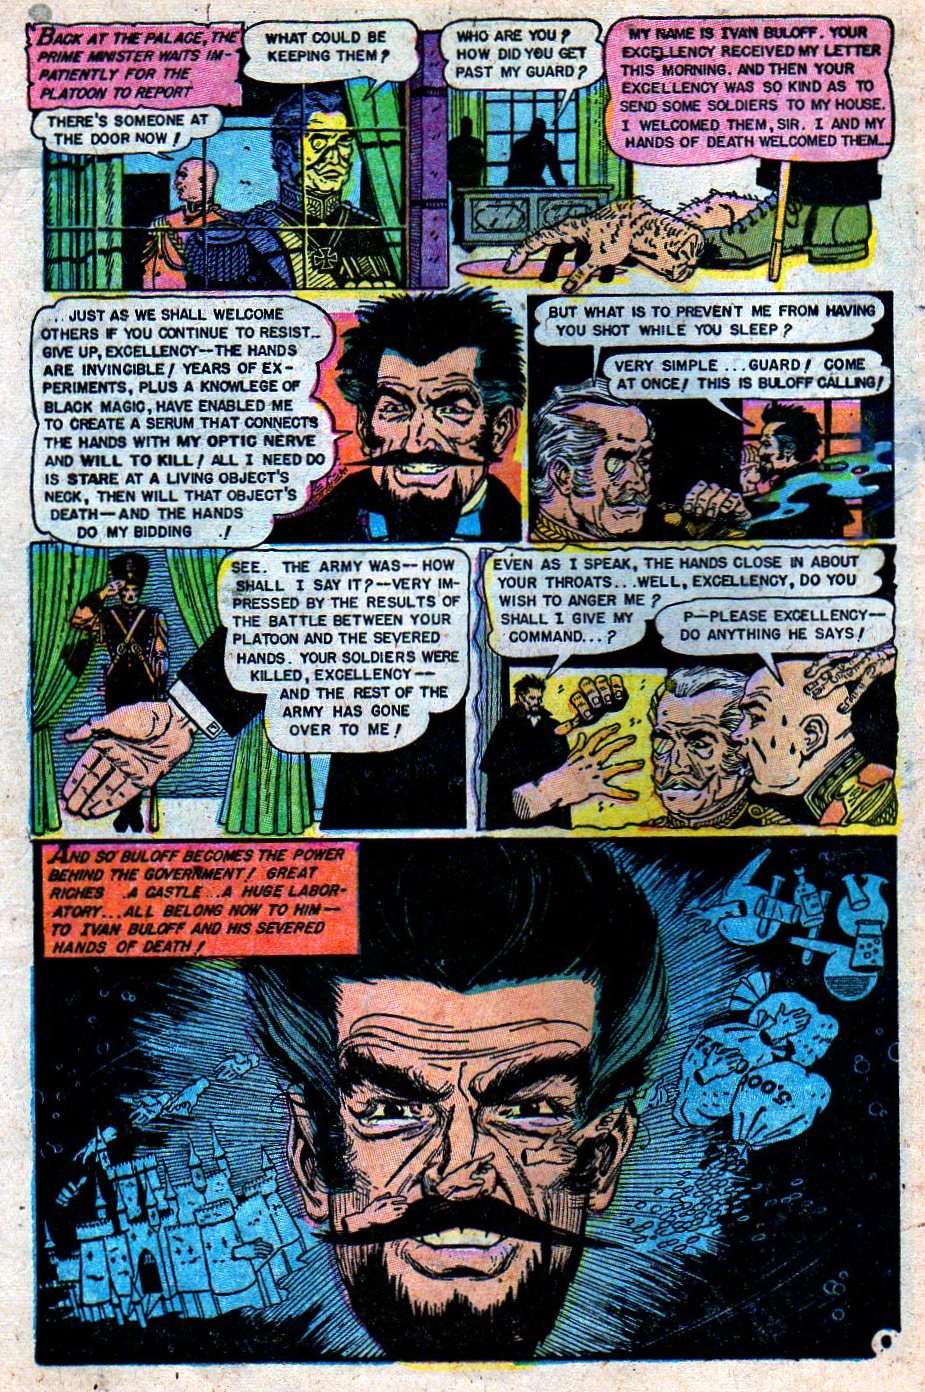 BACK AT THE PALACE, THE
PRIME MINISTER WAITS IM-
PATIENTLY FOR THE
PLATOON TO REPORT
WHAT COULD BE
KEEPING THEM?
THERE'S SOMEONE AT
THE DOOR NOW!
WHO ARE YOU?
HOW DID YOU GET
PAST MY GUARD?
MY NAME IS IVAN BULOFF. YOUR
EXCELLENCY RECEIVED MY LETTER
THIS MORNING. AND THEN YOUR
EXCELLENCY WAS SO KIND AS TO
SEND SOME SOLDIERS TO MY HOUSE.
I WELCOMED THEM, SIR. I AND MY
HANDS OF DEATH WELCOMED THEM...
...JUST AS WE SHALL WELCOME
OTHERS IF YOU CONTINUE TO RESIST...
GIVE UP, EXCELLENCY--THE HANDS
ARE INVINCIBLE! YEARS OF EX-
PERIMENTS, PLUS A KNOWLEGE OF
BLACK MAGIC, HAVE ENABLED ME
TO CREATE A SERUM THAT CONNECTS
THE HANDS WITH MY OPTIC NERVE
AND WILL TO KILL! ALL I NEED DO
IS STARE AT A LIVING OBJECT'S
NECK, THEN WILL THAT OBJECT'S
DEATH--AND THE HANDS
DO MY BIDDING !
BUT WHAT IS TO PREVENT ME FROM HAVING
YOU SHOT WHILE YOU SLEEP?
VERY SIMPLE...GUARD! COME
AT ONCE! THIS IS BULOFF CALLING!
SEE. THE ARMY WAS--HOW
SHALL I SAY IT?--VERY IM-
PRESSED BY THE RESULTS OF
THE BATTLE BETWEEN YOUR
PLATOON AND THE SEVERED
HANDS. YOUR SOLDIERS WERE
KILLED, EXCELLENCY--
AND THE REST OF THE
ARMY HAS GONE
OVER TO ME!
EVEN AS I SPEAK, THE HANDS CLOSE IN ABOUT
YOUR THROATS...WELL, EXCELLENCY, DO YOU
WISH TO ANGER ME?
SHALL I GIVE MY
COMMAND...?
P--PLEASE EXCELLENCY--
DO ANYTHING HE SAYS!
AND SO BULOFF BECOMES THE POWER
BEHIND THE GOVERNMENT! GREAT
RICHES ..A CASTLE...A HUGE LABOR-
ATORY...ALL BELONG NOW TO HIM--
TO IVAN BULOFF AND HIS SEVERED
HANDS OF DEATH!
5,000